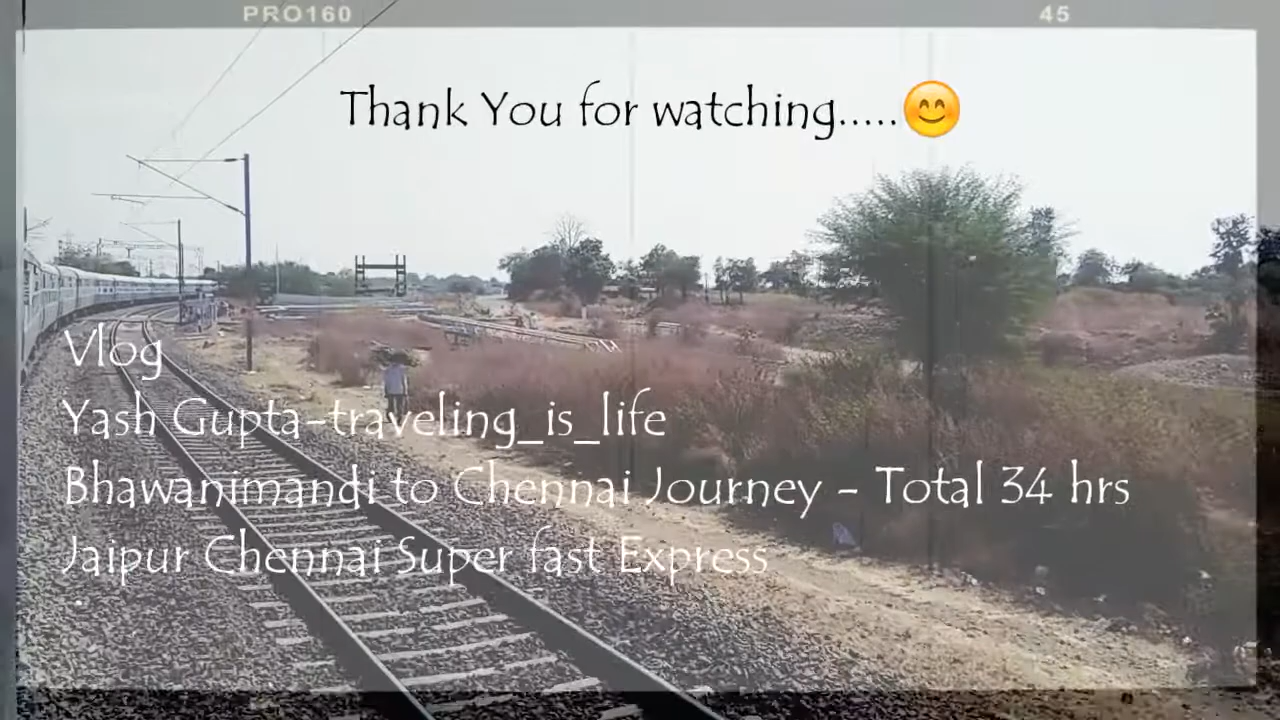 PRO160 45
Thank You for watching.....😊
Vlog
Yash Gupta-traveling_is_life
Bhawanimandi to Chennai Journey - Total 34 hrs
Jaipur Chennai Super fast Express